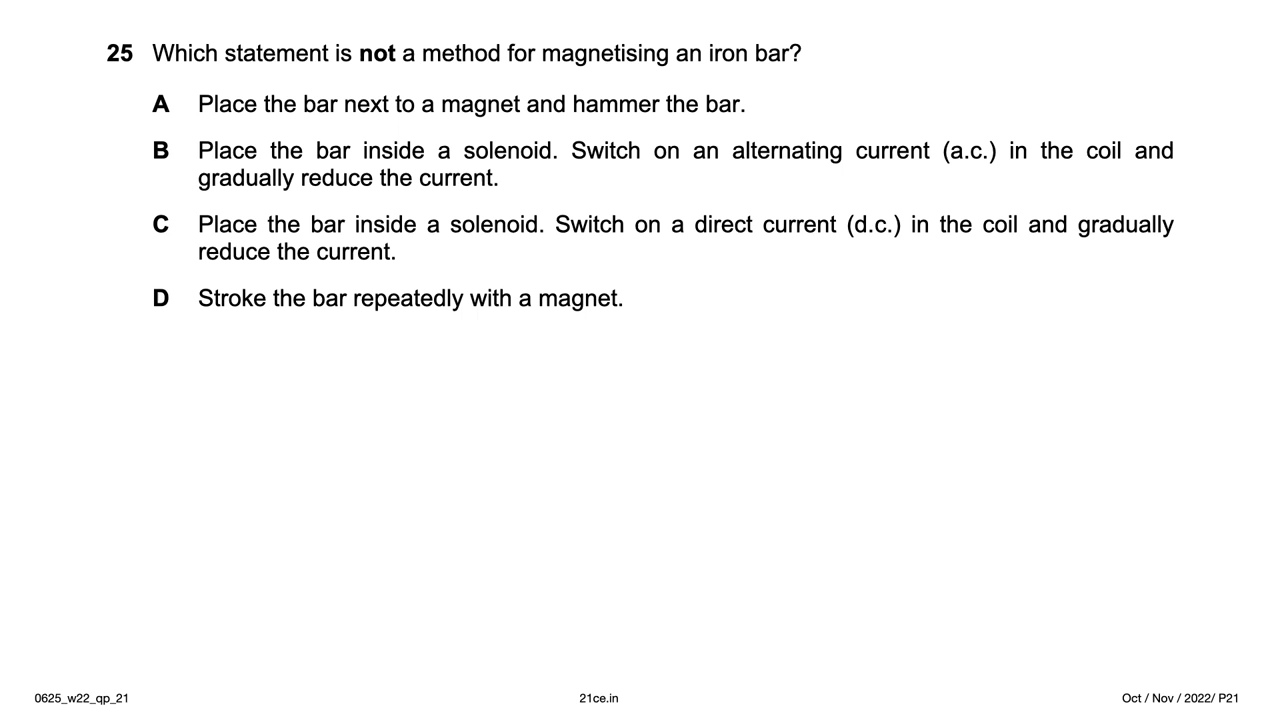 25 Which statement is not a method for magnetising an iron bar?
A Place the bar next to a magnet and hammer the bar.
B Place the bar inside a solenoid. Switch on an alternating current (a.c.) in the coil and
gradually reduce the current.
C Place the bar inside a solenoid. Switch on a direct current (d.c.) in the coil and gradually
reduce the current.
D Stroke the bar repeatedly with a magnet.
0625_w22_qp_21 21ce.in Oct / Nov / 2022/ P21